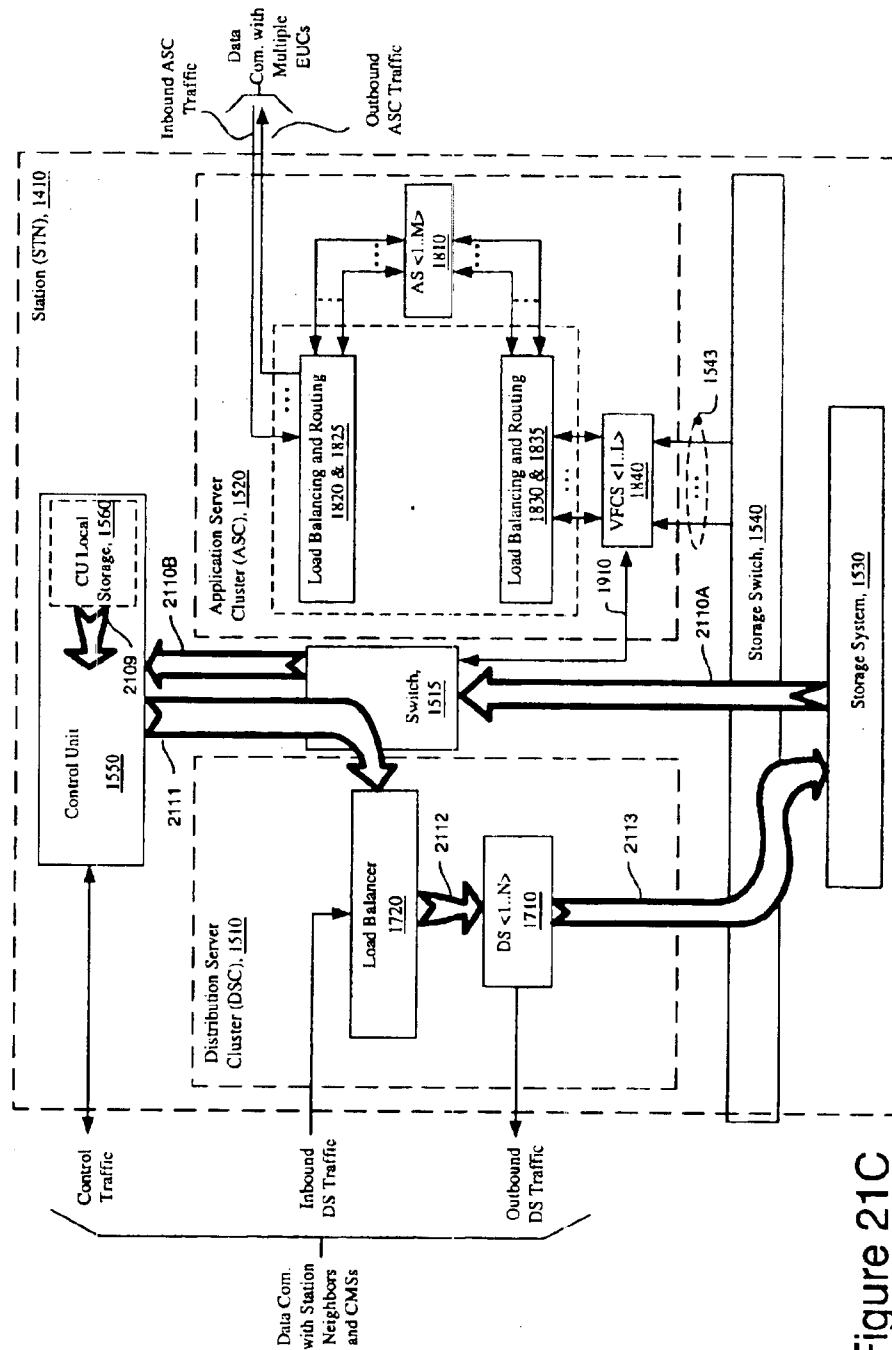 Station (STN), 1410
Control Unit
1550
CU Local
Storage, 1560
2109
2110B
2111
Control
Traffic
Data Com.
with Station
Neighbors
and CMSs
Inbound
DS Traffic
Outbound
DS Traffic
Distribution Server
Cluster (DSC), 1510
Load Balancer
1720
2112
DS <1..N>
1710
2113
Switch,
1515
1910
2110A
Application Server
Cluster (ASC), 1520
Load Balancing and Routing
1820 & 1825
...
...
AS <1..M>
1810
...
Load Balancing and Routing
1830 & 1835
...
VFCS <1..L>
1840
...
1543
Inbound ASC
Traffic
Data
Com. with
Multiple
EUCs
Outbound
ASC Traffic
Storage Switch, 1540
Storage System, 1530
Figure 21C